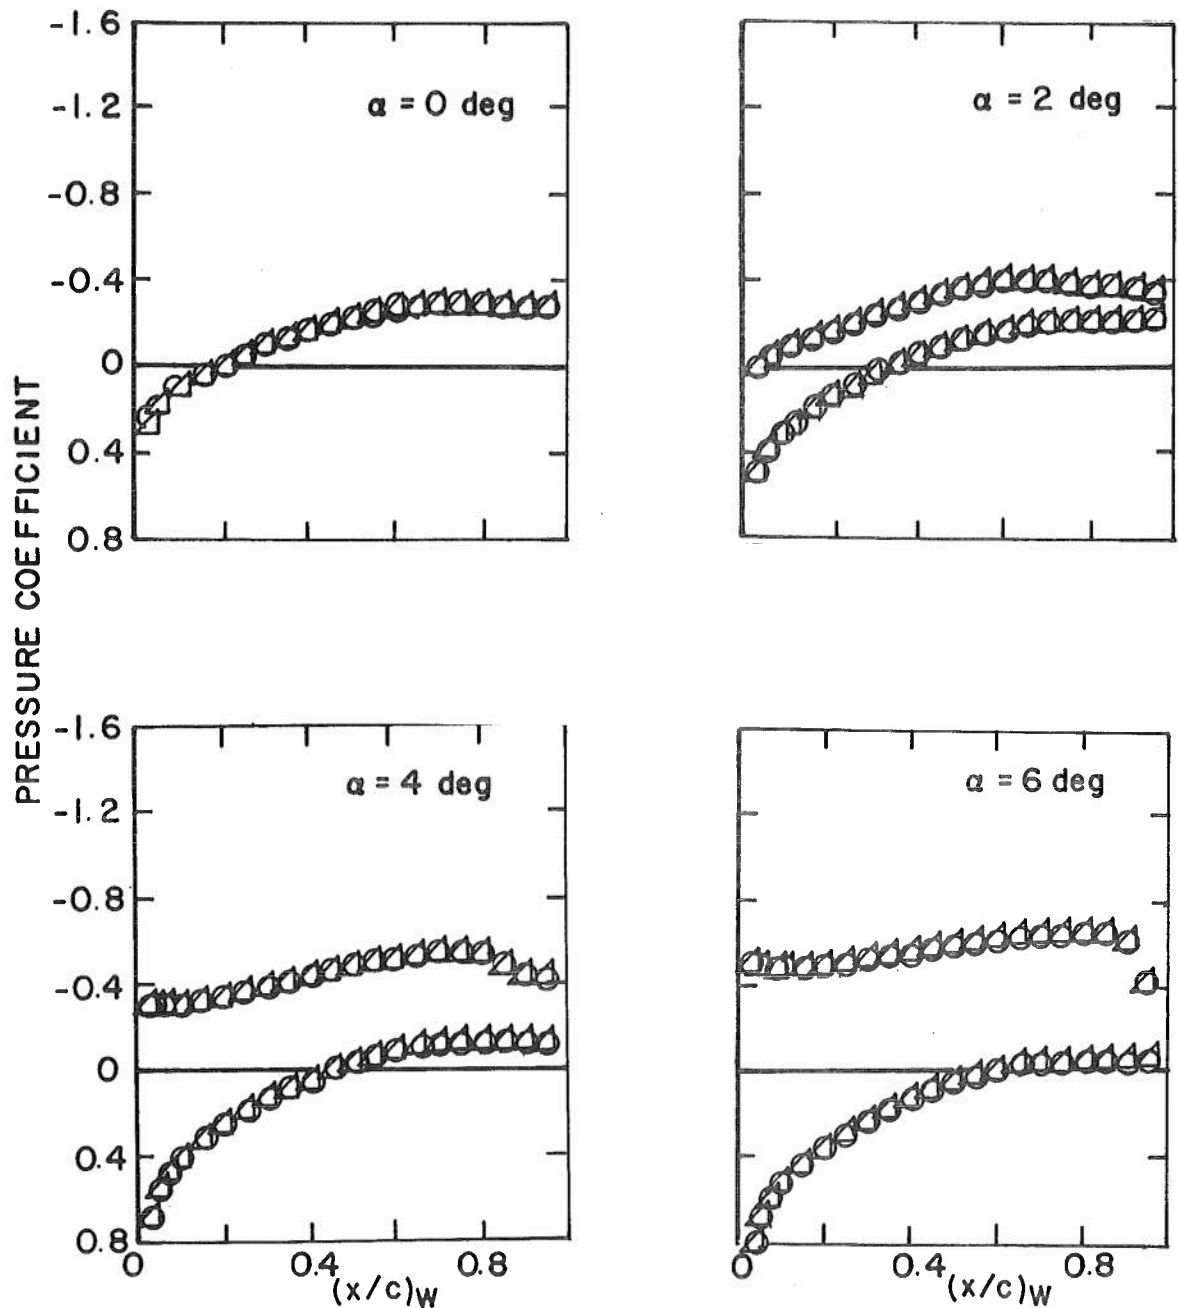 PRESSURE COEFFICIENT
-1.6
-1.2
-0.8
-0.4
0
0.4
0.8
α = 0 deg
α = 2 deg
-1.6
-1.2
-0.8
-0.4
0
0.4
0.8
α = 4 deg
α = 6 deg
0 0.4 0.8
0 0.4 0.8
(x/c)W
(x/c)W